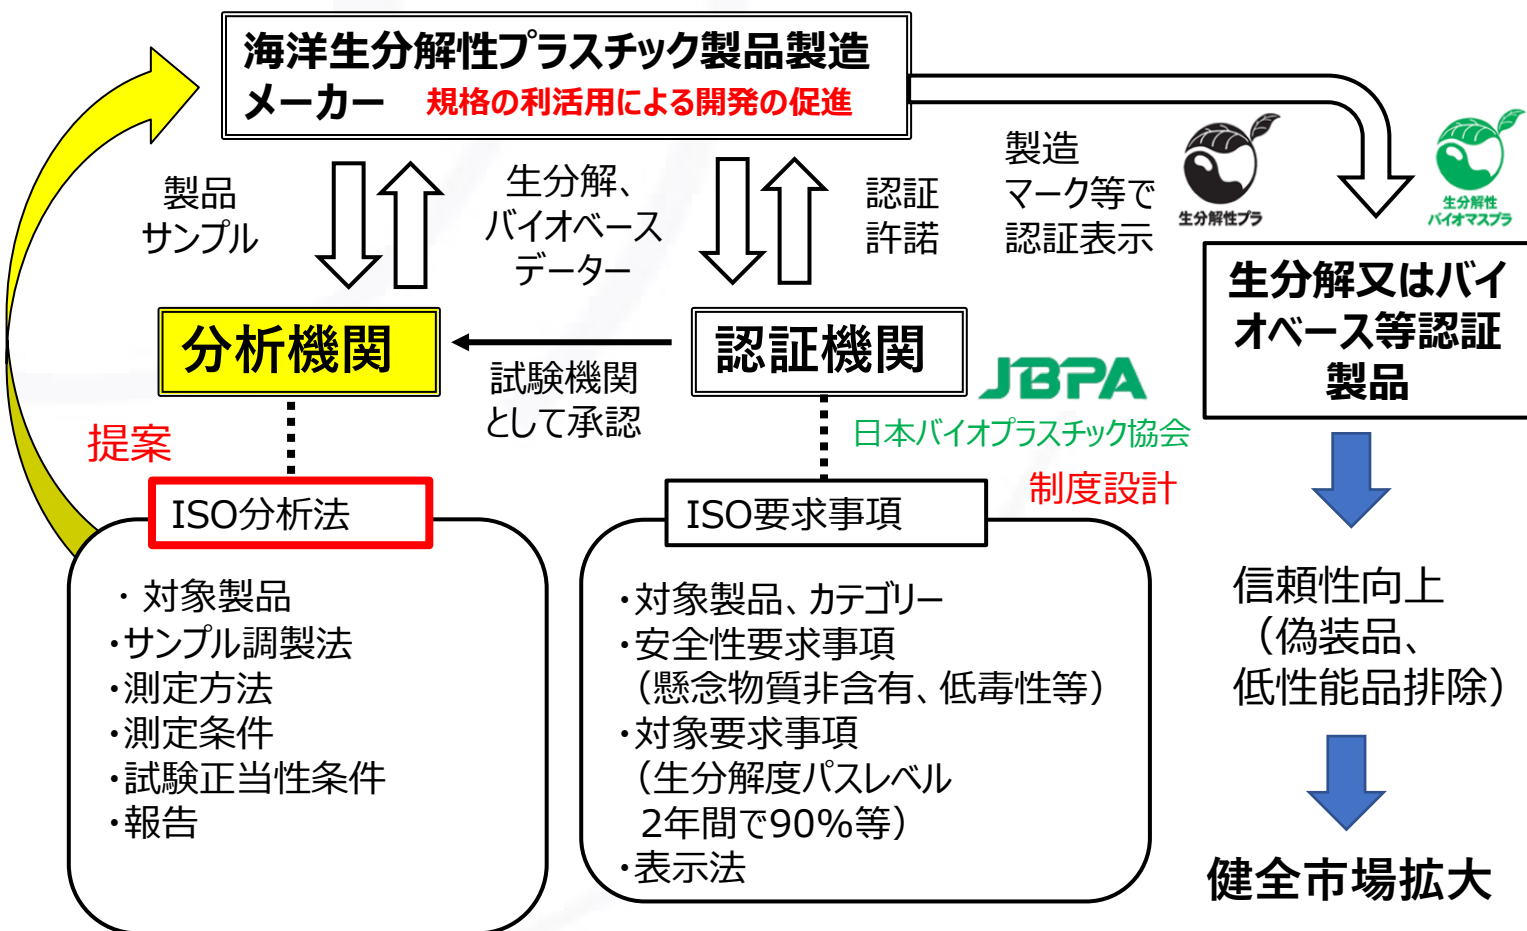 海洋生分解性プラスチック製品製造
メーカー 規格の利活用による開発の促進
製品
サンプル
生分解、
バイオベース
データー
認証
許諾
製造
マーク等で
認証表示
生分解性プラ
生分解性
バイオマスプラ
分析機関
試験機関
として承認
認証機関
JBPA
日本バイオプラスチック協会
生分解又はバイ
オベース等認証
製品
提案
制度設計
ISO分析法
・対象製品
・サンプル調製法
・測定方法
・測定条件
・試験正当性条件
・報告
ISO要求事項
・対象製品、カテゴリー
・安全性要求事項
（懸念物質非含有、低毒性等）
・対象要求事項
（生分解度パスレベル
2年間で90%等）
・表示法
信頼性向上
（偽装品、
低性能品排除）
健全市場拡大